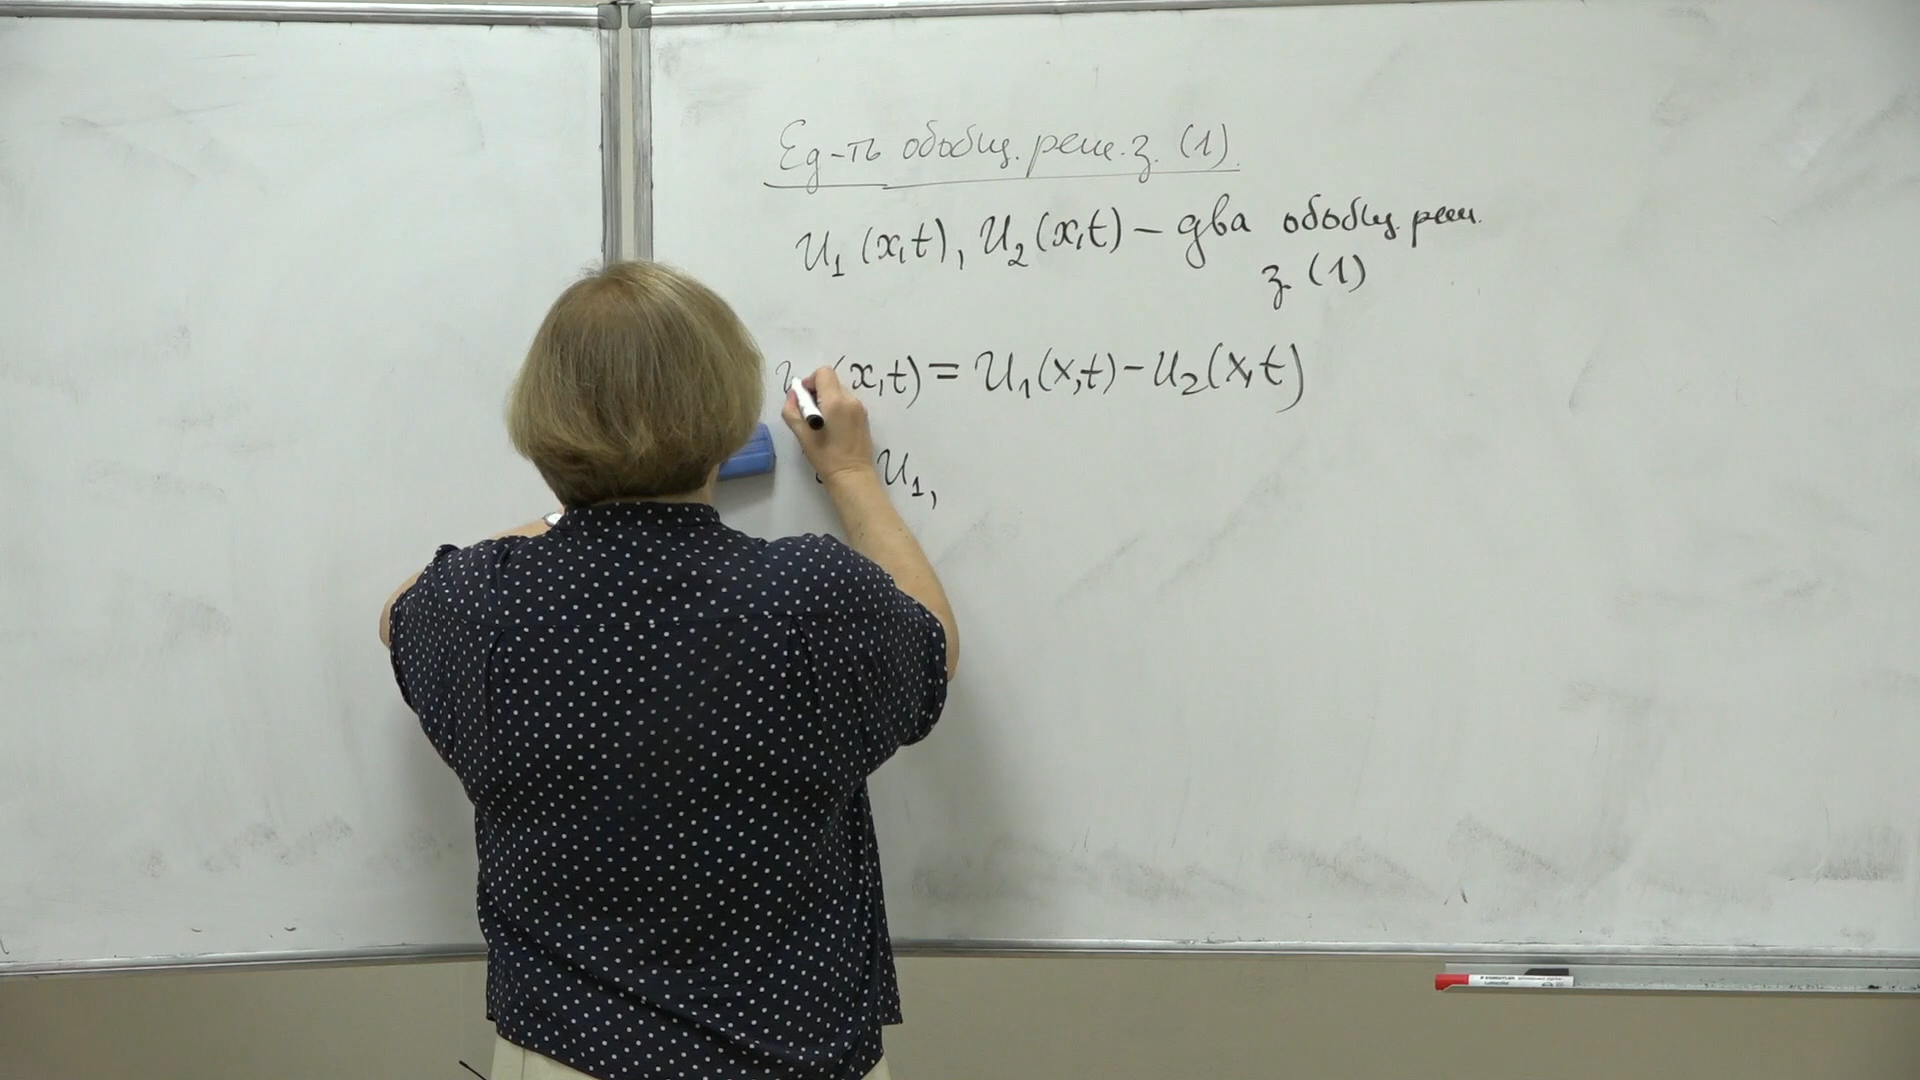 Ед-ть обобщ. реш. з. (1).
U₁(x,t), U₂(x,t) – два обобщ. реш.
з. (1)
(x,t) = U₁(x,t) – U₂(x,t)
U₁,